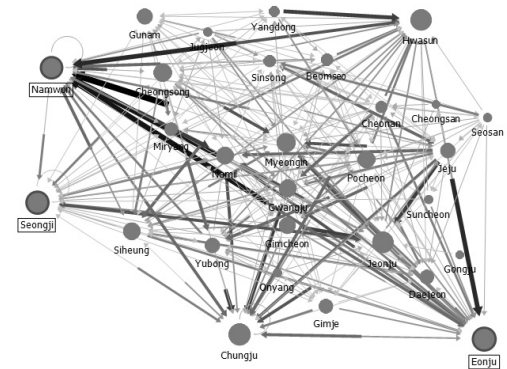 Yangdong
Gunam
Jugjeon
Hwasun
Sinsong
Beomseo
Namwon
Cheongsong
Cheonan
Cheongsan
Seosan
Miryang
Nomi
Myeongin
Pocheon
Jeju
Gwangju
Suncheon
Seongji
Siheung
Yubong
Gimcheon
Jeonju
Gongju
Onyang
Daejeon
Gimje
Chungju
Eonju